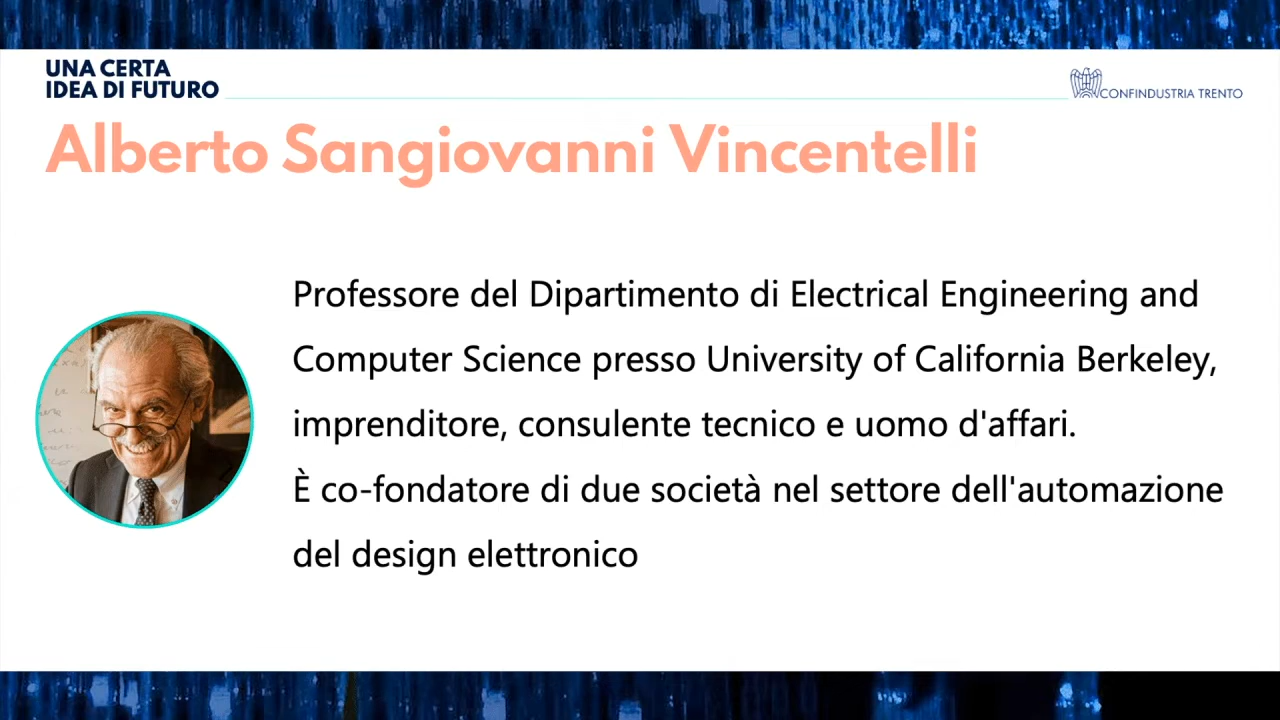 UNA CERTA
IDEA DI FUTURO
CONFINDUSTRIA TRENTO
Alberto Sangiovanni Vincentelli
Professore del Dipartimento di Electrical Engineering and
Computer Science presso University of California Berkeley,
imprenditore, consulente tecnico e uomo d'affari.
È co-fondatore di due società nel settore dell'automazione
del design elettronico